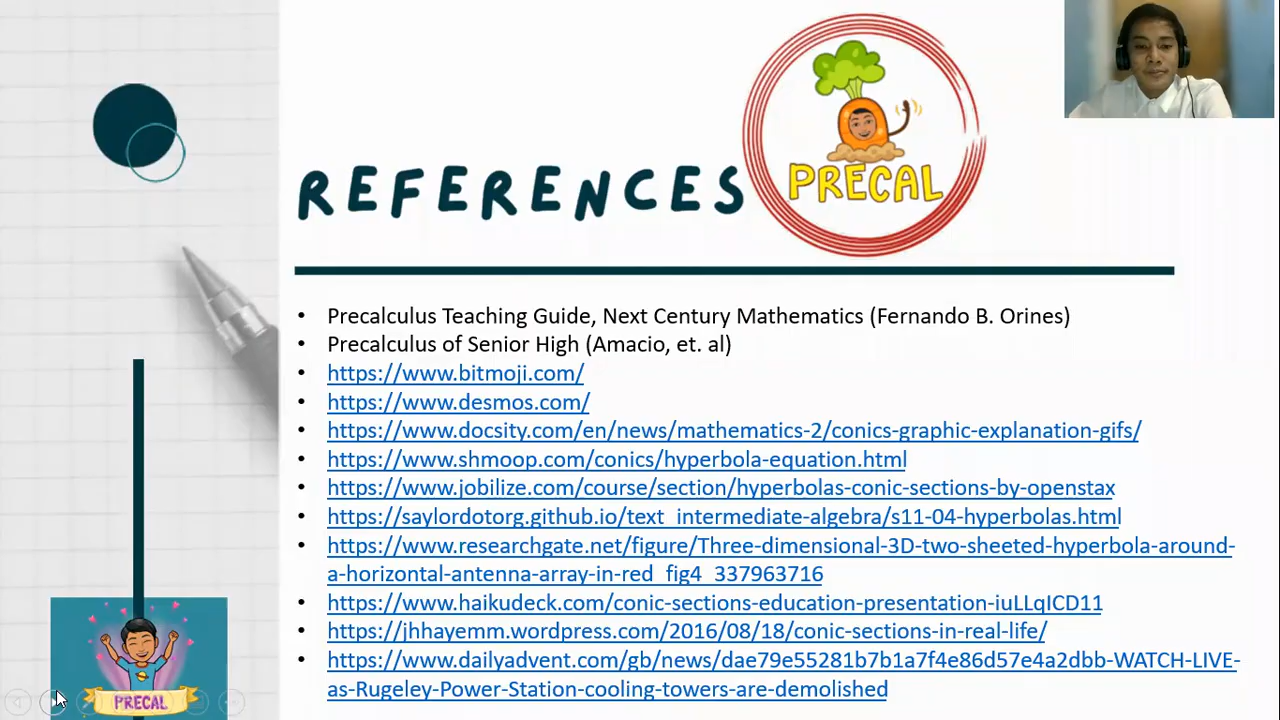 PRECAL
REFERENCES
• Precalculus Teaching Guide, Next Century Mathematics (Fernando B. Orines)
• Precalculus of Senior High (Amacio, et. al)
• https://www.bitmoji.com/
• https://www.desmos.com/
• https://www.docsity.com/en/news/mathematics-2/conics-graphic-explanation-gifs/
• https://www.shmoop.com/conics/hyperbola-equation.html
• https://www.jobilize.com/course/section/hyperbolas-conic-sections-by-openstax
• https://saylordotorg.github.io/text_intermediate-algebra/s11-04-hyperbolas.html
• https://www.researchgate.net/figure/Three-dimensional-3D-two-sheeted-hyperbola-around-
a-horizontal-antenna-array-in-red_fig4_337963716
• https://www.haikudeck.com/conic-sections-education-presentation-iuLLqICD11
• https://jhhayemm.wordpress.com/2016/08/18/conic-sections-in-real-life/
• https://www.dailyadvent.com/gb/news/dae79e55281b7b1a7f4e86d57e4a2dbb-WATCH-LIVE-
as-Rugeley-Power-Station-cooling-towers-are-demolished
PRECAL